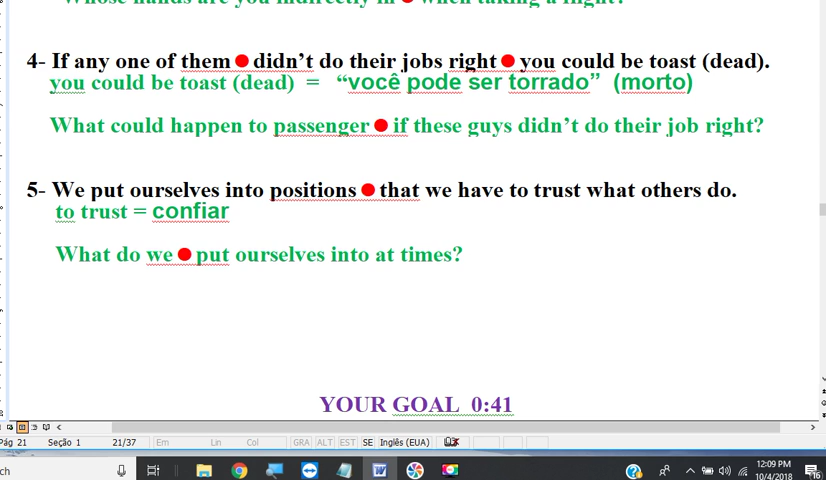 4- If any one of them ● didn't do their jobs right ● you could be toast (dead).
you could be toast (dead) = “você pode ser torrado” (morto)
What could happen to passenger ● if these guys didn't do their job right?
5- We put ourselves into positions ● that we have to trust what others do.
to trust = confiar
What do we ● put ourselves into at times?
YOUR GOAL 0:41
Pág 21 Seção 1 21/37 Em Lin Col GRA ALT EST SE Inglês (EUA)
ch 12:09 PM
10/4/2018 16